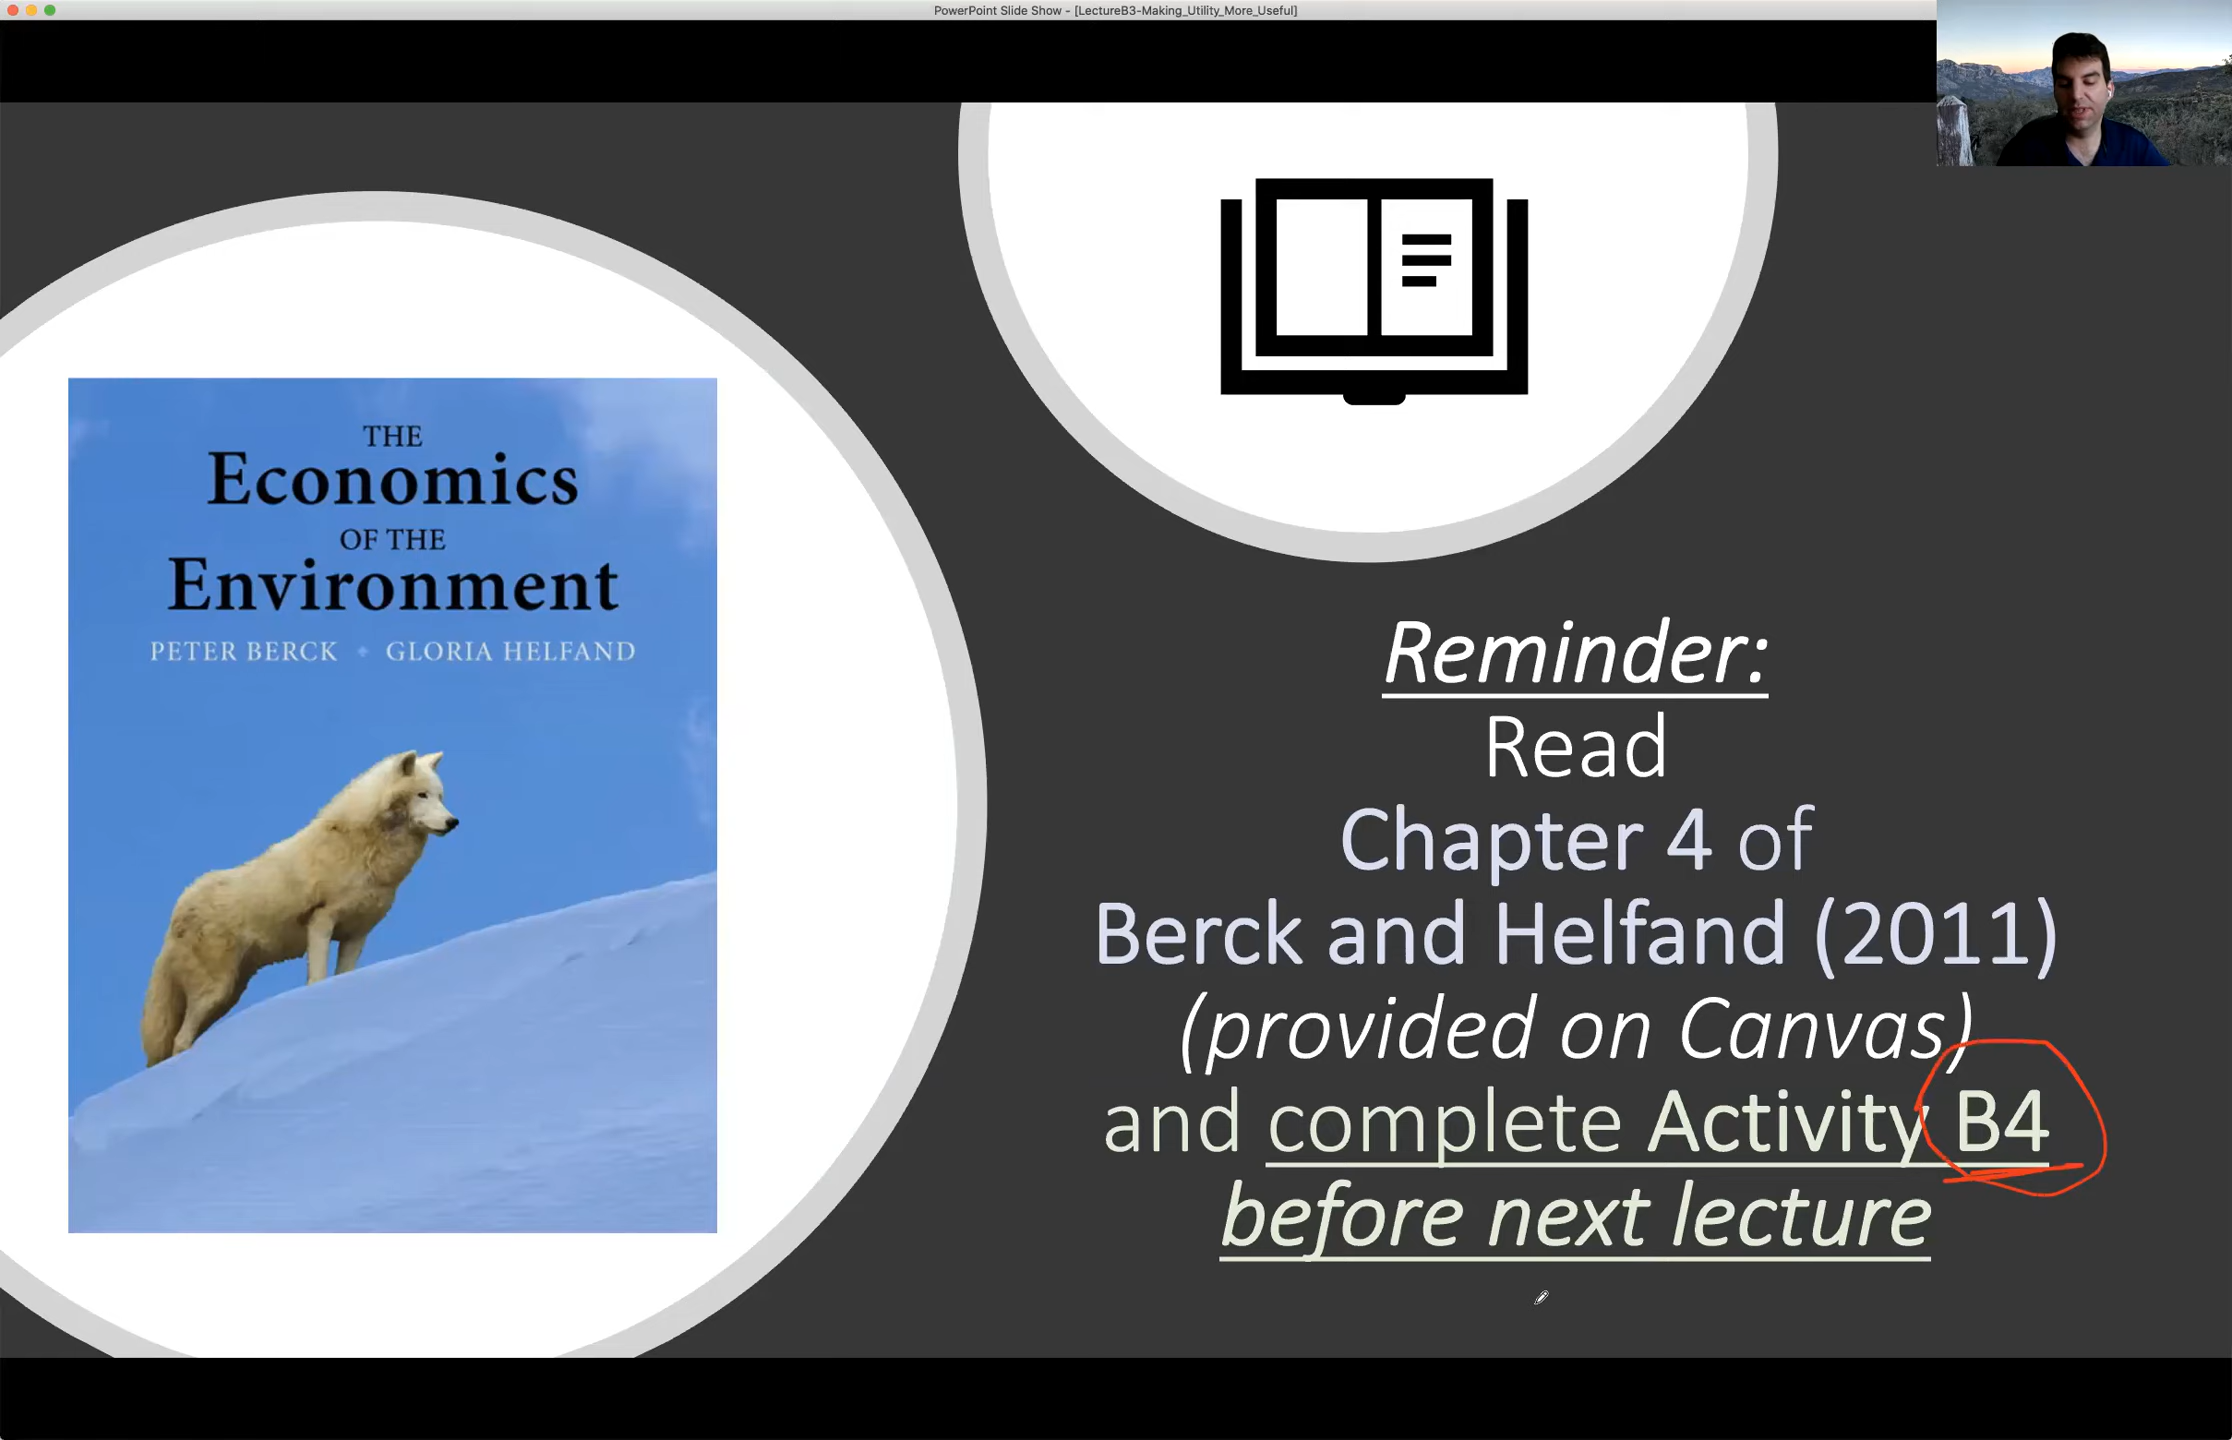 PowerPoint Slide Show - [LectureB3-Making_Utility_More_Useful]
THE
Economics
OF THE
Environment
PETER BERCK GLORIA HELFAND
Reminder:
Read
Chapter 4 of
Berck and Helfand (2011)
(provided on Canvas)
and complete Activity B4
before next lecture